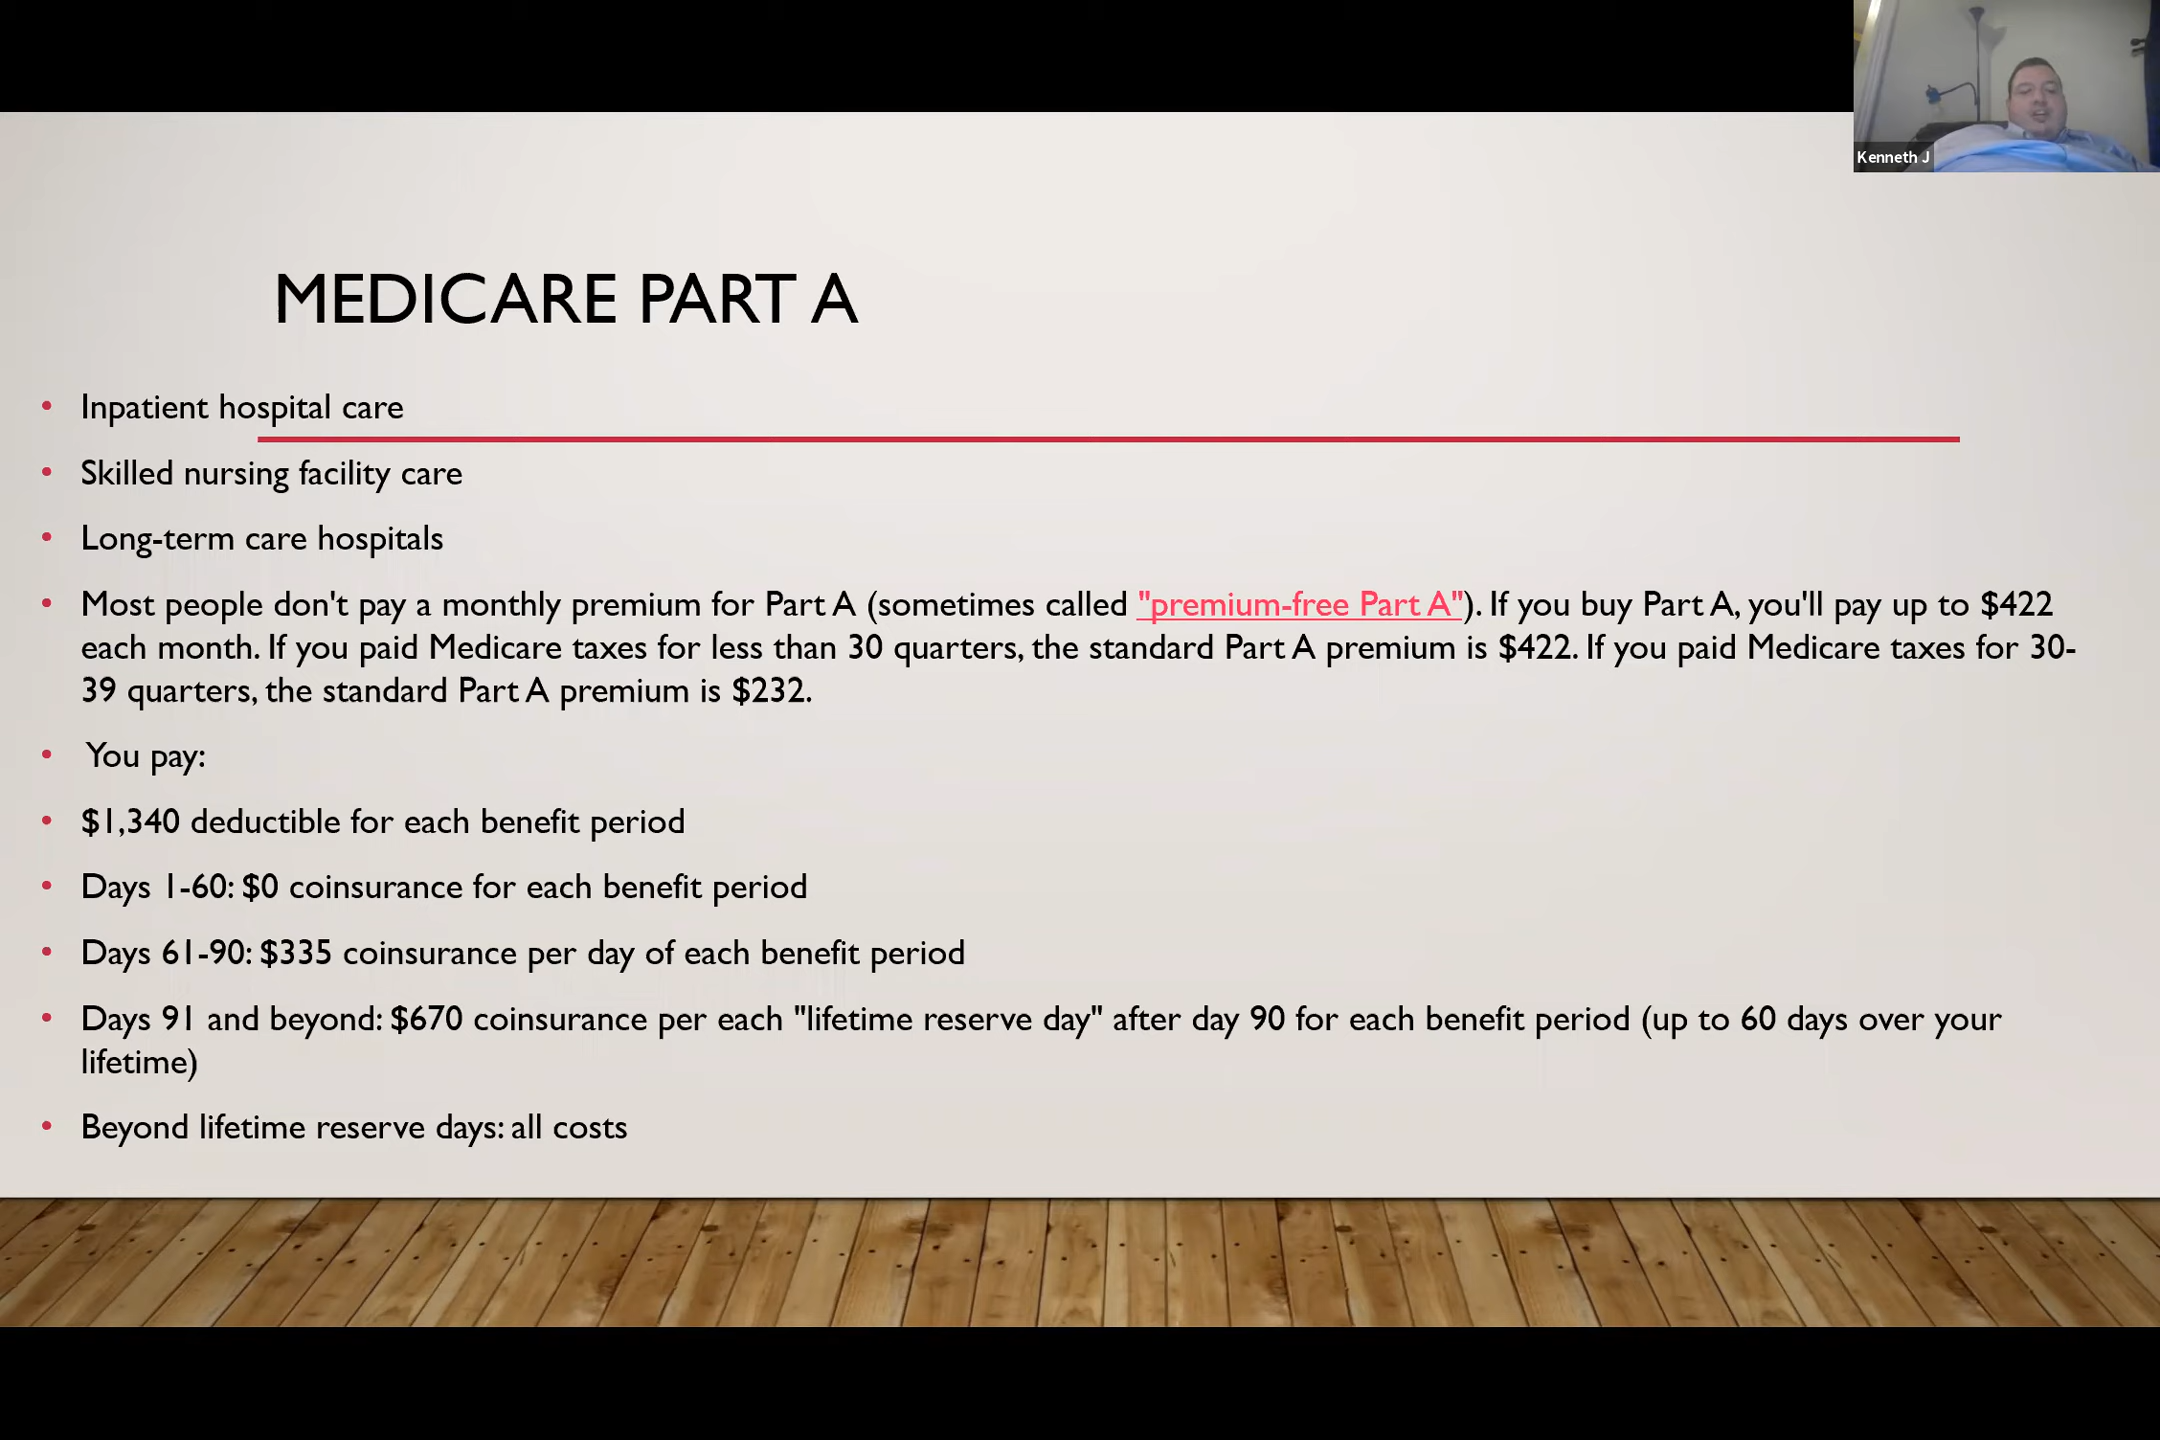 Kenneth J
MEDICARE PART A
• Inpatient hospital care
• Skilled nursing facility care
• Long-term care hospitals
• Most people don't pay a monthly premium for Part A (sometimes called "premium-free Part A"). If you buy Part A, you'll pay up to $422
each month. If you paid Medicare taxes for less than 30 quarters, the standard Part A premium is $422. If you paid Medicare taxes for 30-
39 quarters, the standard Part A premium is $232.
• You pay:
• $1,340 deductible for each benefit period
• Days 1-60: $0 coinsurance for each benefit period
• Days 61-90: $335 coinsurance per day of each benefit period
• Days 91 and beyond: $670 coinsurance per each "lifetime reserve day" after day 90 for each benefit period (up to 60 days over your
lifetime)
• Beyond lifetime reserve days: all costs